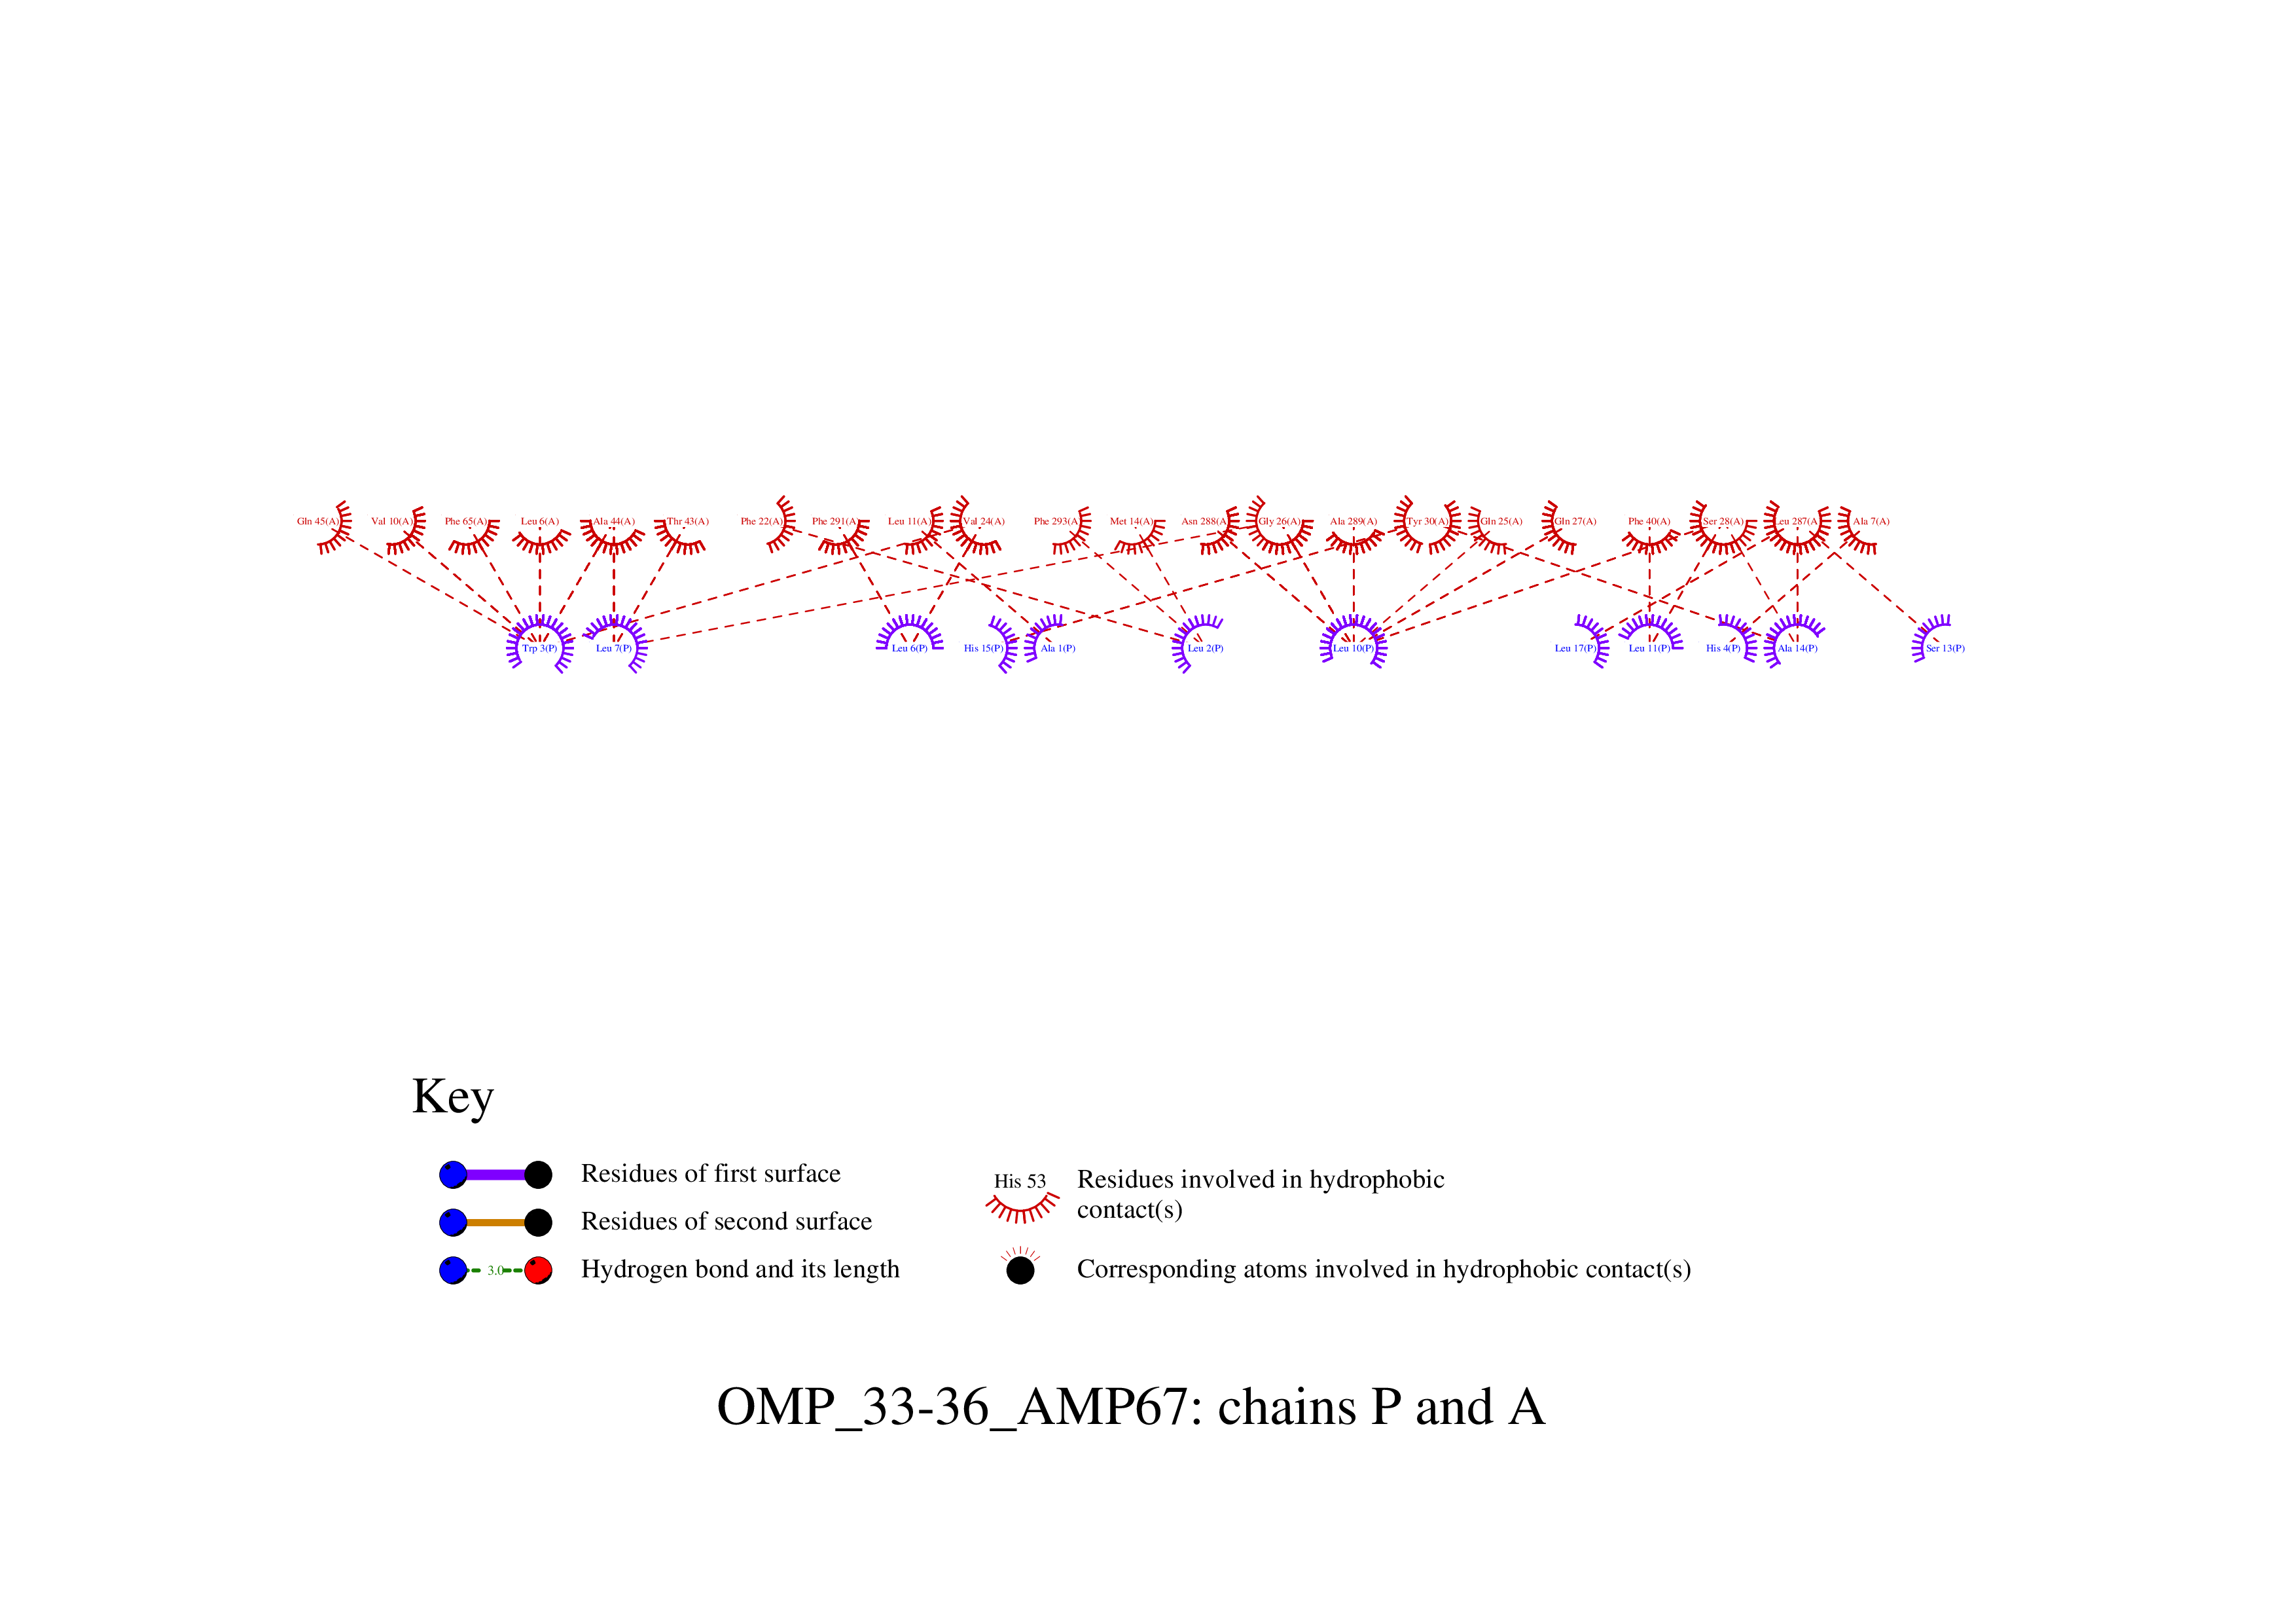 Gln 45(A) Val 10(A) Phe 65(A) Leu 6(A) Ala 44(A) Thr 43(A) Phe 22(A) Phe 291(A) Leu 11(A) Val 24(A) Phe 293(A) Met 14(A) Asn 288(A) Gly 26(A) Ala 289(A) Tyr 30(A) Gln 25(A) Gln 27(A) Phe 40(A) Ser 28(A) Leu 287(A) Ala 7(A)
Trp 3(P) Leu 7(P) Leu 6(P) His 15(P) Ala 1(P) Leu 2(P) Leu 10(P) Leu 17(P) Leu 11(P) His 4(P) Ala 14(P) Ser 13(P)
Key
Residues of first surface
Residues of second surface
3.0 Hydrogen bond and its length
His 53 Residues involved in hydrophobic
contact(s)
Corresponding atoms involved in hydrophobic contact(s)
OMP_33-36_AMP67: chains P and A